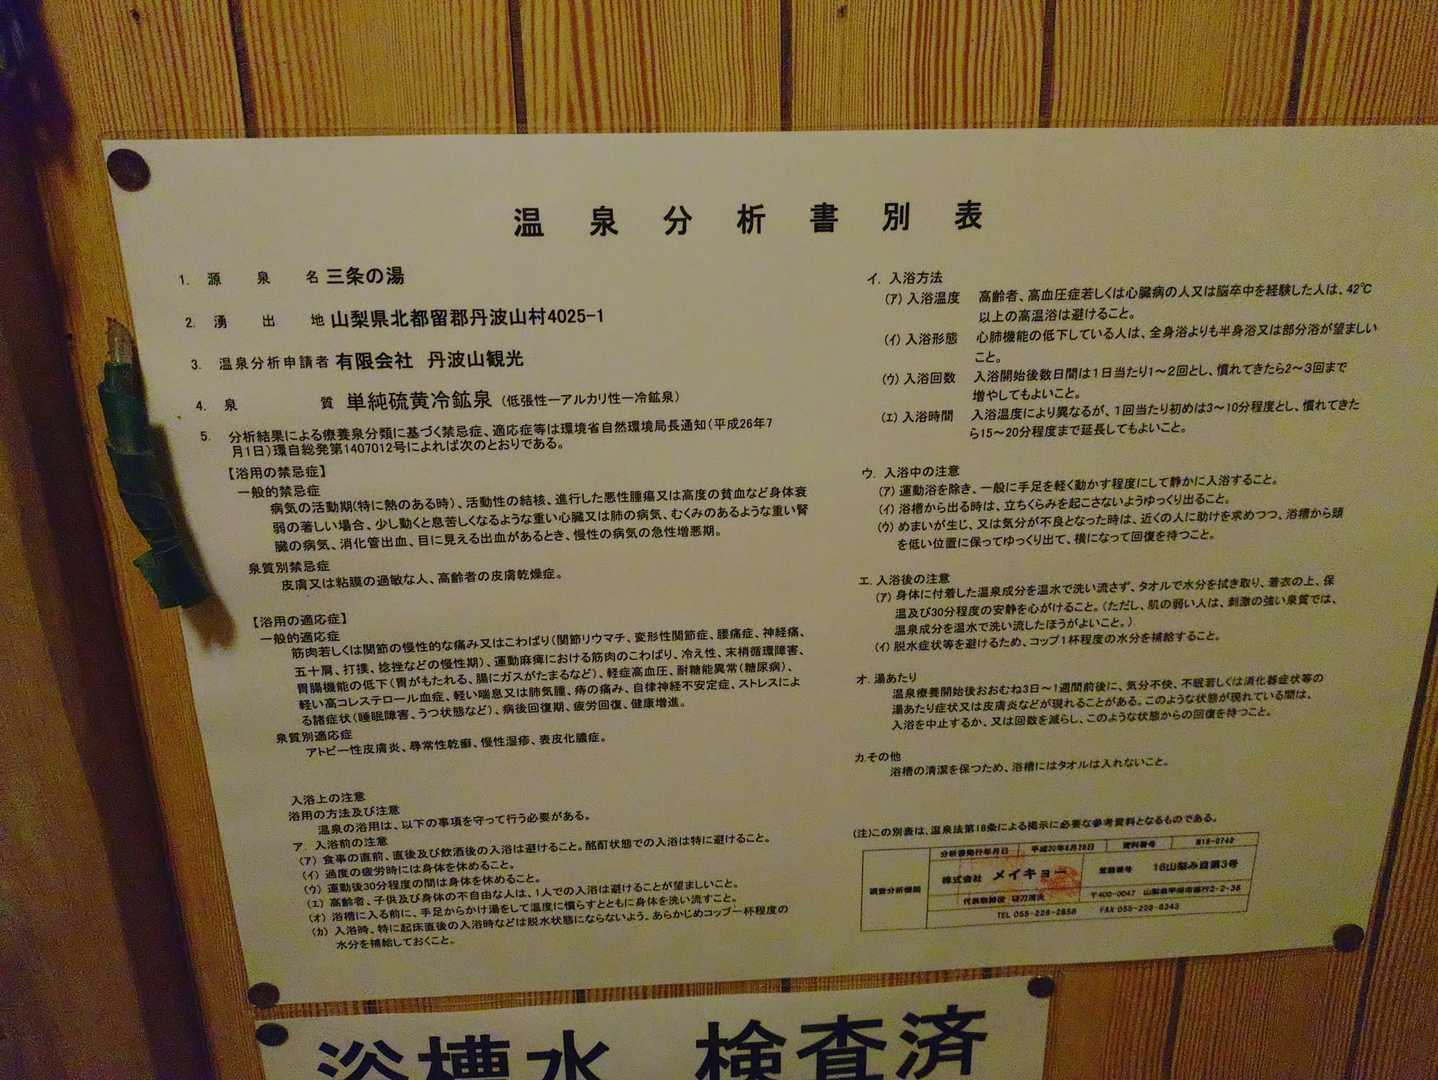 温泉分析書別表
1. 源泉名 三条の湯
2. 湧出地 山梨県北都留郡丹波山村4025-1
3. 温泉分析申請者 有限会社 丹波山観光
4. 泉質 単純硫黄冷鉱泉（低張性ーアルカリ性ー冷鉱泉）
5. 分析結果による療養泉分類に基づく禁忌症、適応症等は環境省自然環境局長通知（平成26年7
月1日）環自総発第1407012号によれば次のとおりである。
【浴用の禁忌症】
一般的禁忌症
病気の活動期(特に熱のある時)、活動性の結核、進行した悪性腫瘍又は高度の貧血など身体衰
弱の著しい場合、少し動くと息苦しくなるような重い心臓又は肺の病気、むくみのあるような重い腎
臓の病気、消化管出血、目に見える出血があるとき、慢性の病気の急性増悪期。
泉質別禁忌症
皮膚又は粘膜の過敏な人、高齢者の皮膚乾燥症。
【浴用の適応症】
一般的適応症
筋肉若しくは関節の慢性的な痛み又はこわばり(関節リウマチ、変形性関節症、腰痛症、神経痛、
五十肩、打撲、捻挫などの慢性期)、運動麻痺における筋肉のこわばり、冷え性、末梢循環障害、
胃腸機能の低下(胃がもたれる、腸にガスがたまるなど)、軽症高血圧、耐糖能異常(糖尿病)、
軽い高コレステロール血症、軽い喘息又は肺気腫、痔の痛み、自律神経不安定症、ストレスによ
る諸症状(睡眠障害、うつ状態など)、病後回復期、疲労回復、健康増進。
泉質別適応症
アトピー性皮膚炎、尋常性乾癬、慢性湿疹、表皮化膿症。
入浴上の注意
浴用の方法及び注意
温泉の浴用は、以下の事項を守って行う必要がある。
ア. 入浴前の注意
(ア) 食事の直前、直後及び飲酒後の入浴は避けること。酩酊状態での入浴は特に避けること。
(イ) 過度の疲労時には身体を休めること。
(ウ) 運動後30分程度の間は身体を休めること。
(エ) 高齢者、子供及び身体の不自由な人は、1人での入浴は避けることが望ましいこと。
(オ) 浴槽に入る前に、手足からかけ湯をして温度に慣らすとともに身体を洗い流すこと。
(カ) 入浴時、特に起床直後の入浴時などは脱水状態にならないよう、あらかじめコップ一杯程度の
水分を補給しておくこと。
イ. 入浴方法
(ア) 入浴温度 高齢者、高血圧症若しくは心臓病の人又は脳卒中を経験した人は、42℃
以上の高温浴は避けること。
(イ) 入浴形態 心肺機能の低下している人は、全身浴よりも半身浴又は部分浴が望ましい
こと。
(ウ) 入浴回数 入浴開始後数日間は1日当たり1～2回とし、慣れてきたら2～3回まで
増やしてもよいこと。
(エ) 入浴時間 入浴温度により異なるが、1回当たり初めは3～10分程度とし、慣れてきた
ら15～20分程度まで延長してもよいこと。
ウ. 入浴中の注意
(ア) 運動浴を除き、一般に手足を軽く動かす程度にして静かに入浴すること。
(イ) 浴槽から出る時は、立ちくらみを起こさないようゆっくり出ること。
(ウ) めまいが生じ、又は気分が不良となった時は、近くの人に助けを求めつつ、浴槽から頭
を低い位置に保ってゆっくり出て、横になって回復を待つこと。
エ. 入浴後の注意
(ア) 身体に付着した温泉成分を温水で洗い流さず、タオルで水分を拭き取り、着衣の上、保
温及び30分程度の安静を心がけること。(ただし、肌の弱い人は、刺激の強い泉質では、
温泉成分を温水で洗い流したほうがよいこと。)
(イ) 脱水症状等を避けるため、コップ1杯程度の水分を補給すること。
オ. 湯あたり
温泉療養開始後おおむね3日～1週間前後に、気分不快、不眠若しくは消化器症状等の
湯あたり症状又は皮膚炎などが現れることがある。このような状態が現れている間は、
入浴を中止するか、又は回数を減らし、このような状態からの回復を待つこと。
カ.その他
浴槽の清潔を保つため、浴槽にはタオルは入れないこと。
(注)この別表は、温泉法第18条による掲示に必要な参考資料となるものである。
調査分析機関 分析書発行年月日 平成30年6月28日 資料番号
株式会社 メイキョー 登録番号 16山梨み自第3号
代表取締役 〒400-0047
TEL 055-228-2858 FAX 055-228-6343
浴槽水 検査済